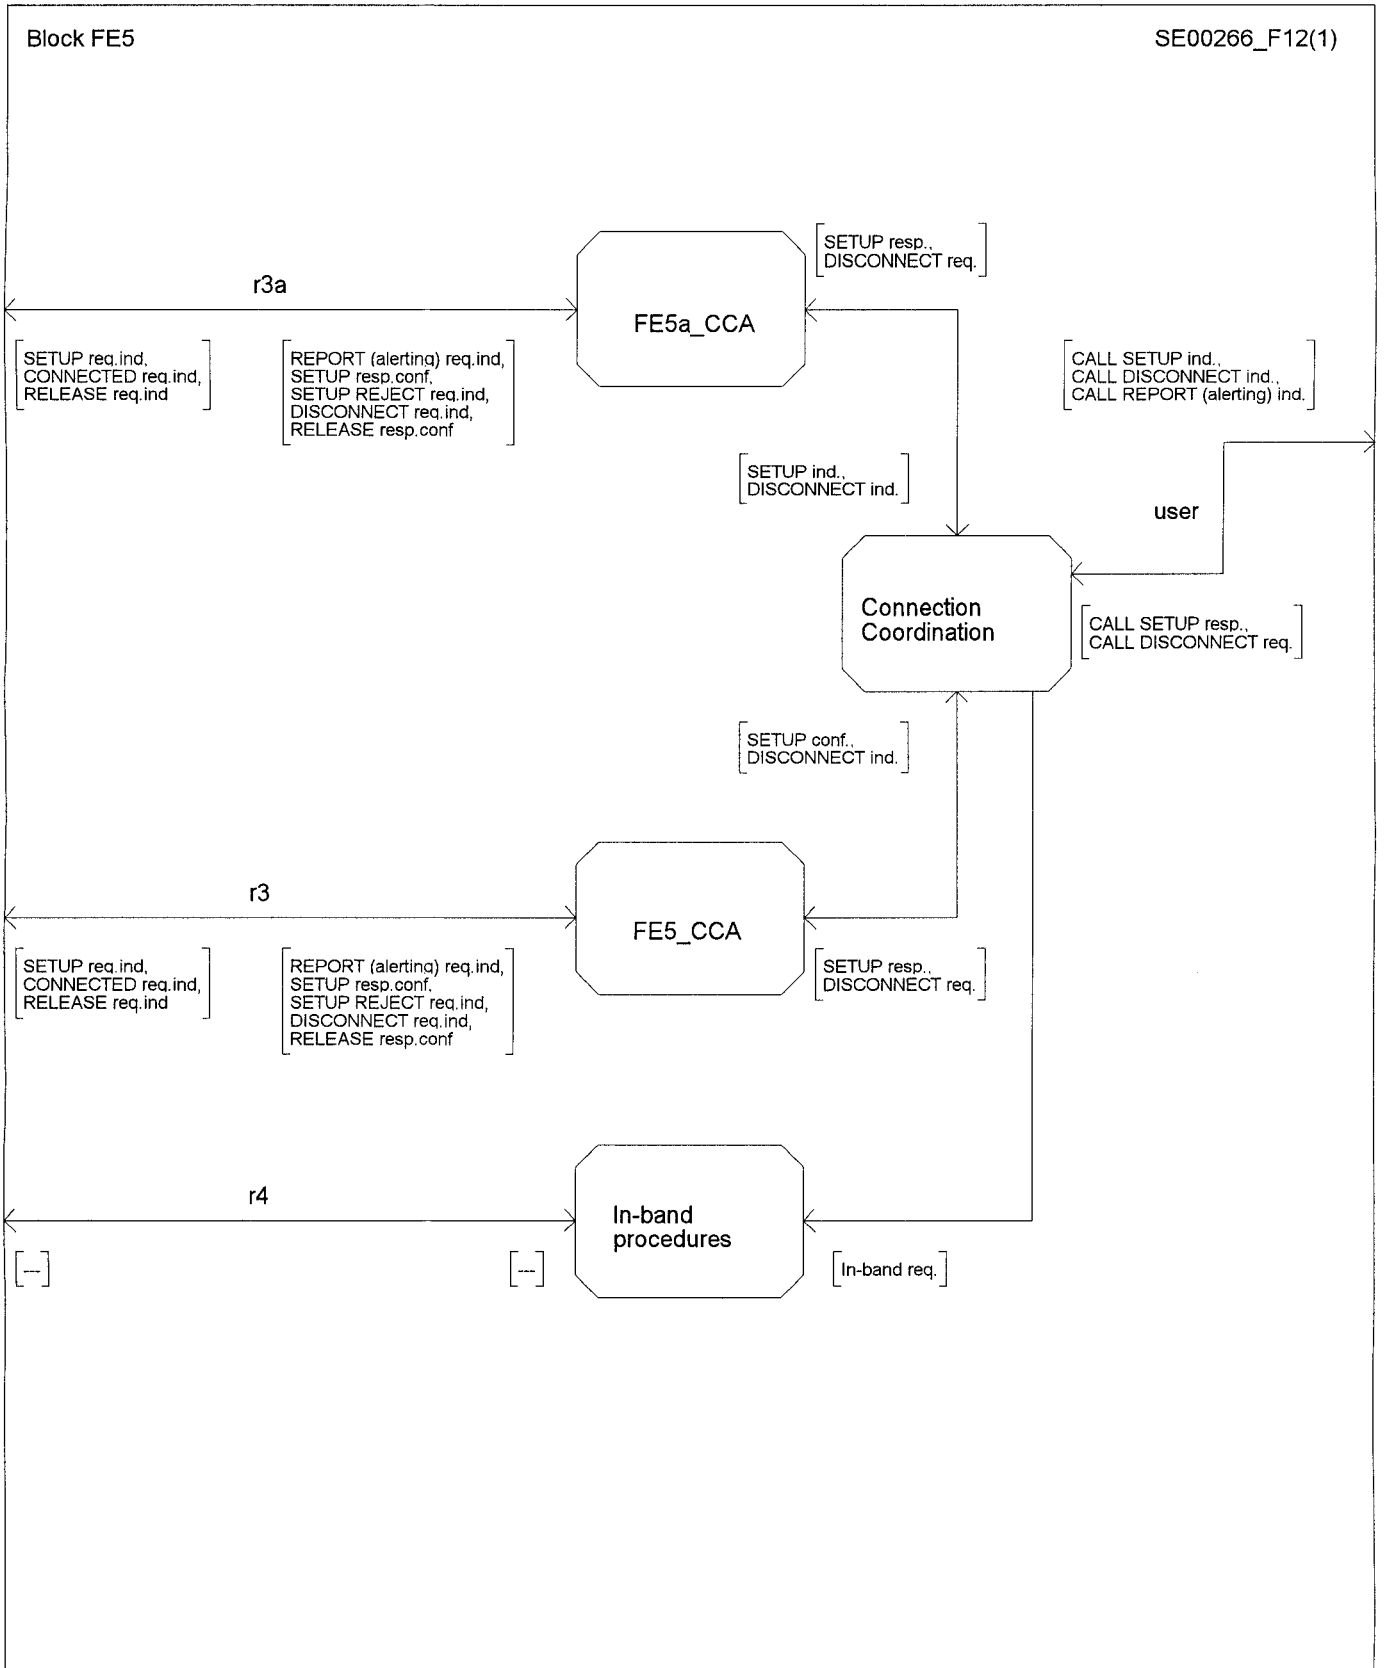 Block FE5
SE00266_F12(1)
SETUP resp.,
DISCONNECT req.
r3a
FE5a_CCA
SETUP req.ind,
CONNECTED req.ind,
RELEASE req.ind
REPORT (alerting) req.ind,
SETUP resp.conf,
SETUP REJECT req.ind,
DISCONNECT req.ind,
RELEASE resp.conf
CALL SETUP ind.,
CALL DISCONNECT ind.,
CALL REPORT (alerting) ind.
SETUP ind.,
DISCONNECT ind.
user
Connection
Coordination
CALL SETUP resp.,
CALL DISCONNECT req.
SETUP conf.,
DISCONNECT ind.
r3
FE5_CCA
SETUP req.ind,
CONNECTED req.ind,
RELEASE req.ind
REPORT (alerting) req.ind,
SETUP resp.conf,
SETUP REJECT req.ind,
DISCONNECT req.ind,
RELEASE resp.conf
SETUP resp.,
DISCONNECT req.
r4
In-band
procedures
---
---
In-band req.